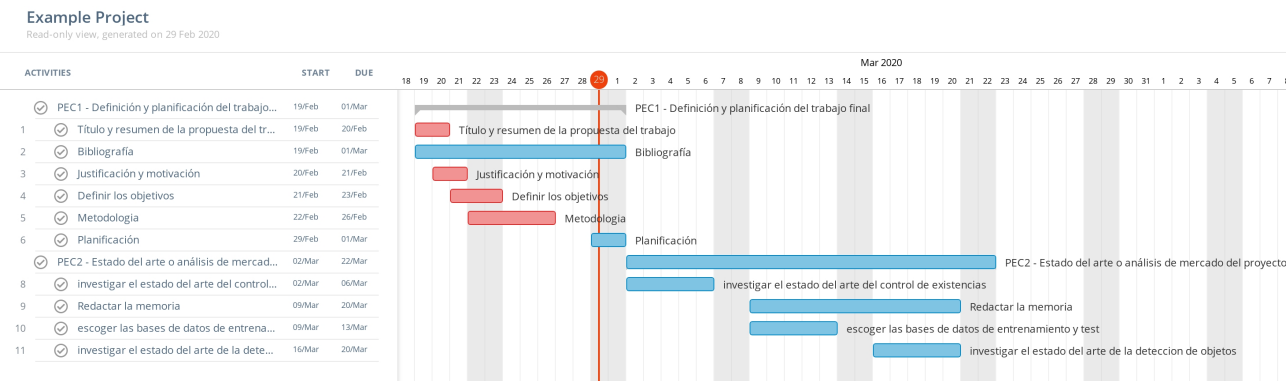 Example Project
Read-only view, generated on 29 Feb 2020
Mar 2020
ACTIVITIES START DUE 18 19 20 21 22 23 24 25 26 27 28 29 1 2 3 4 5 6 7 8 9 10 11 12 13 14 15 16 17 18 19 20 21 22 23 24 25 26 27 28 29 30 31 1 2 3 4 5 6 7
PEC1 - Definición y planificación del trabajo... 19/Feb 01/Mar PEC1 - Definición y planificación del trabajo final
1 Título y resumen de la propuesta del tr... 19/Feb 20/Feb Título y resumen de la propuesta del trabajo
2 Bibliografía 19/Feb 01/Mar Bibliografía
3 Justificación y motivación 20/Feb 21/Feb Justificación y motivación
4 Definir los objetivos 21/Feb 23/Feb Definir los objetivos
5 Metodologia 22/Feb 26/Feb Metodologia
6 Planificación 29/Feb 01/Mar Planificación
PEC2 - Estado del arte o análisis de mercad... 02/Mar 22/Mar PEC2 - Estado del arte o análisis de mercado del proyecto
8 investigar el estado del arte del control... 02/Mar 06/Mar investigar el estado del arte del control de existencias
9 Redactar la memoria 09/Mar 20/Mar Redactar la memoria
10 escoger las bases de datos de entrena... 09/Mar 13/Mar escoger las bases de datos de entrenamiento y test
11 investigar el estado del arte de la dete... 16/Mar 20/Mar investigar el estado del arte de la deteccion de objetos